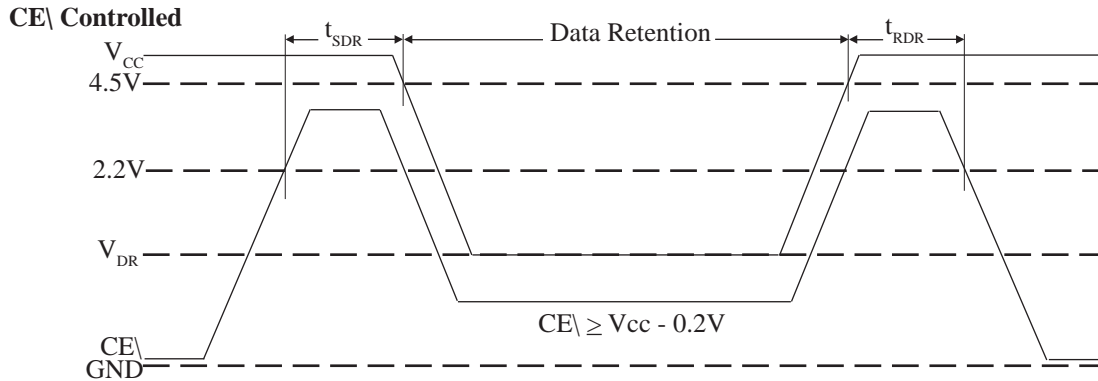 CE\ Controlled
tSDR
Data Retention
tRDR
VCC
4.5V
2.2V
VDR
CE\ ≥ Vcc - 0.2V
CE\
GND